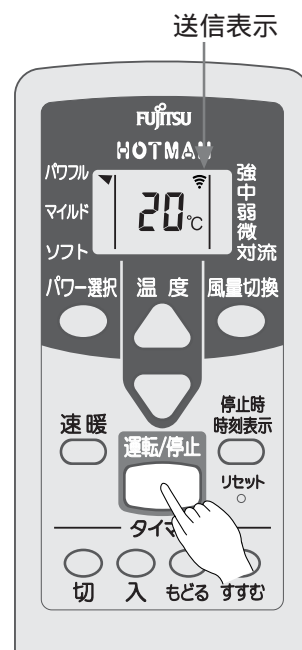 送信表示
FUJITSU
HOTMAN
パワフル
マイルド
ソフト
20℃
強
中
弱
微
対流
パワー選択
温度
風量切換
速暖
運転/停止
停止時
時刻表示
リセット
タイマ
切
入
もどる
すすむ